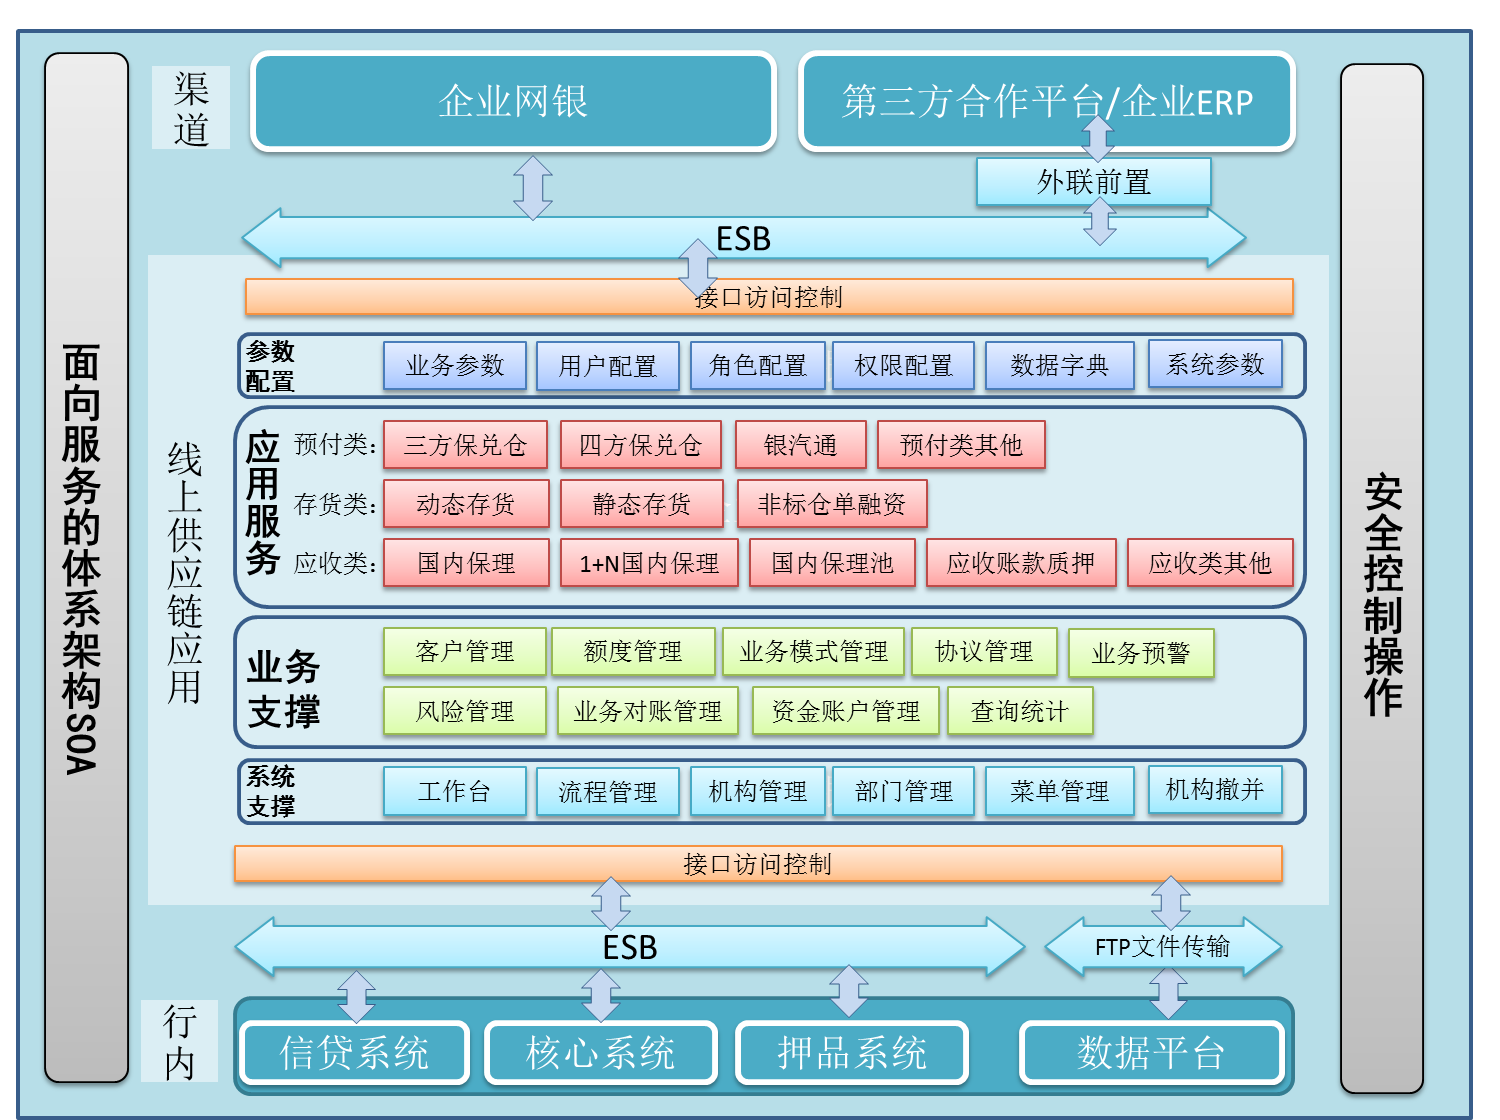 渠道
企业网银
第三方合作平台/企业ERP
外联前置
ESB
接口访问控制
面向服务的体系架构SOA
线上供应链应用
安全控制操作
参数
配置
业务参数
用户配置
角色配置
权限配置
数据字典
系统参数
应用服务
预付类：
三方保兑仓
四方保兑仓
银汽通
预付类其他
存货类：
动态存货
静态存货
非标仓单融资
应收类：
国内保理
1+N国内保理
国内保理池
应收账款质押
应收类其他
业务
支撑
客户管理
额度管理
业务模式管理
协议管理
业务预警
风险管理
业务对账管理
资金账户管理
查询统计
系统
支撑
工作台
流程管理
机构管理
部门管理
菜单管理
机构撤并
接口访问控制
ESB
FTP文件传输
行内
信贷系统
核心系统
押品系统
数据平台